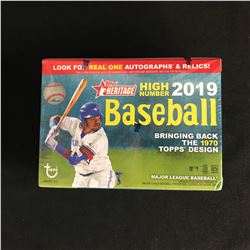 LOOK FOR REAL ONE AUTOGRAPHS & RELICS!
Topps
HERITAGE
HIGH NUMBER
2019
Baseball
BRINGING BACK
THE 1970
TOPPS® DESIGN
topps
MAJOR LEAGUE BASEBALL®